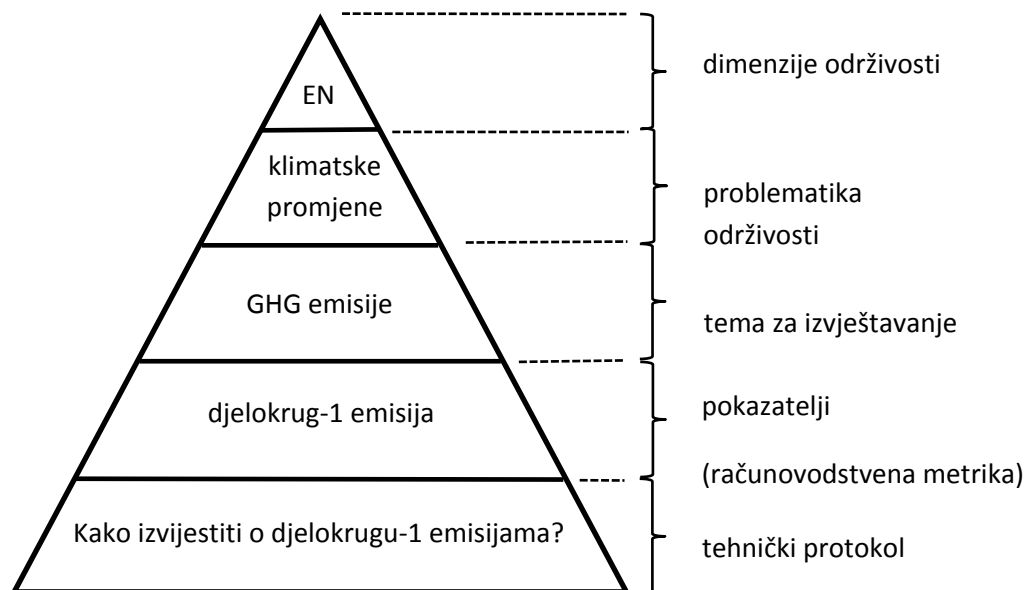 EN
dimenzije održivosti
klimatske
promjene
problematika
održivosti
GHG emisije
tema za izvještavanje
djelokrug-1 emisija
pokazatelji
(računovodstvena metrika)
Kako izvijestiti o djelokrugu-1 emisijama?
tehnički protokol